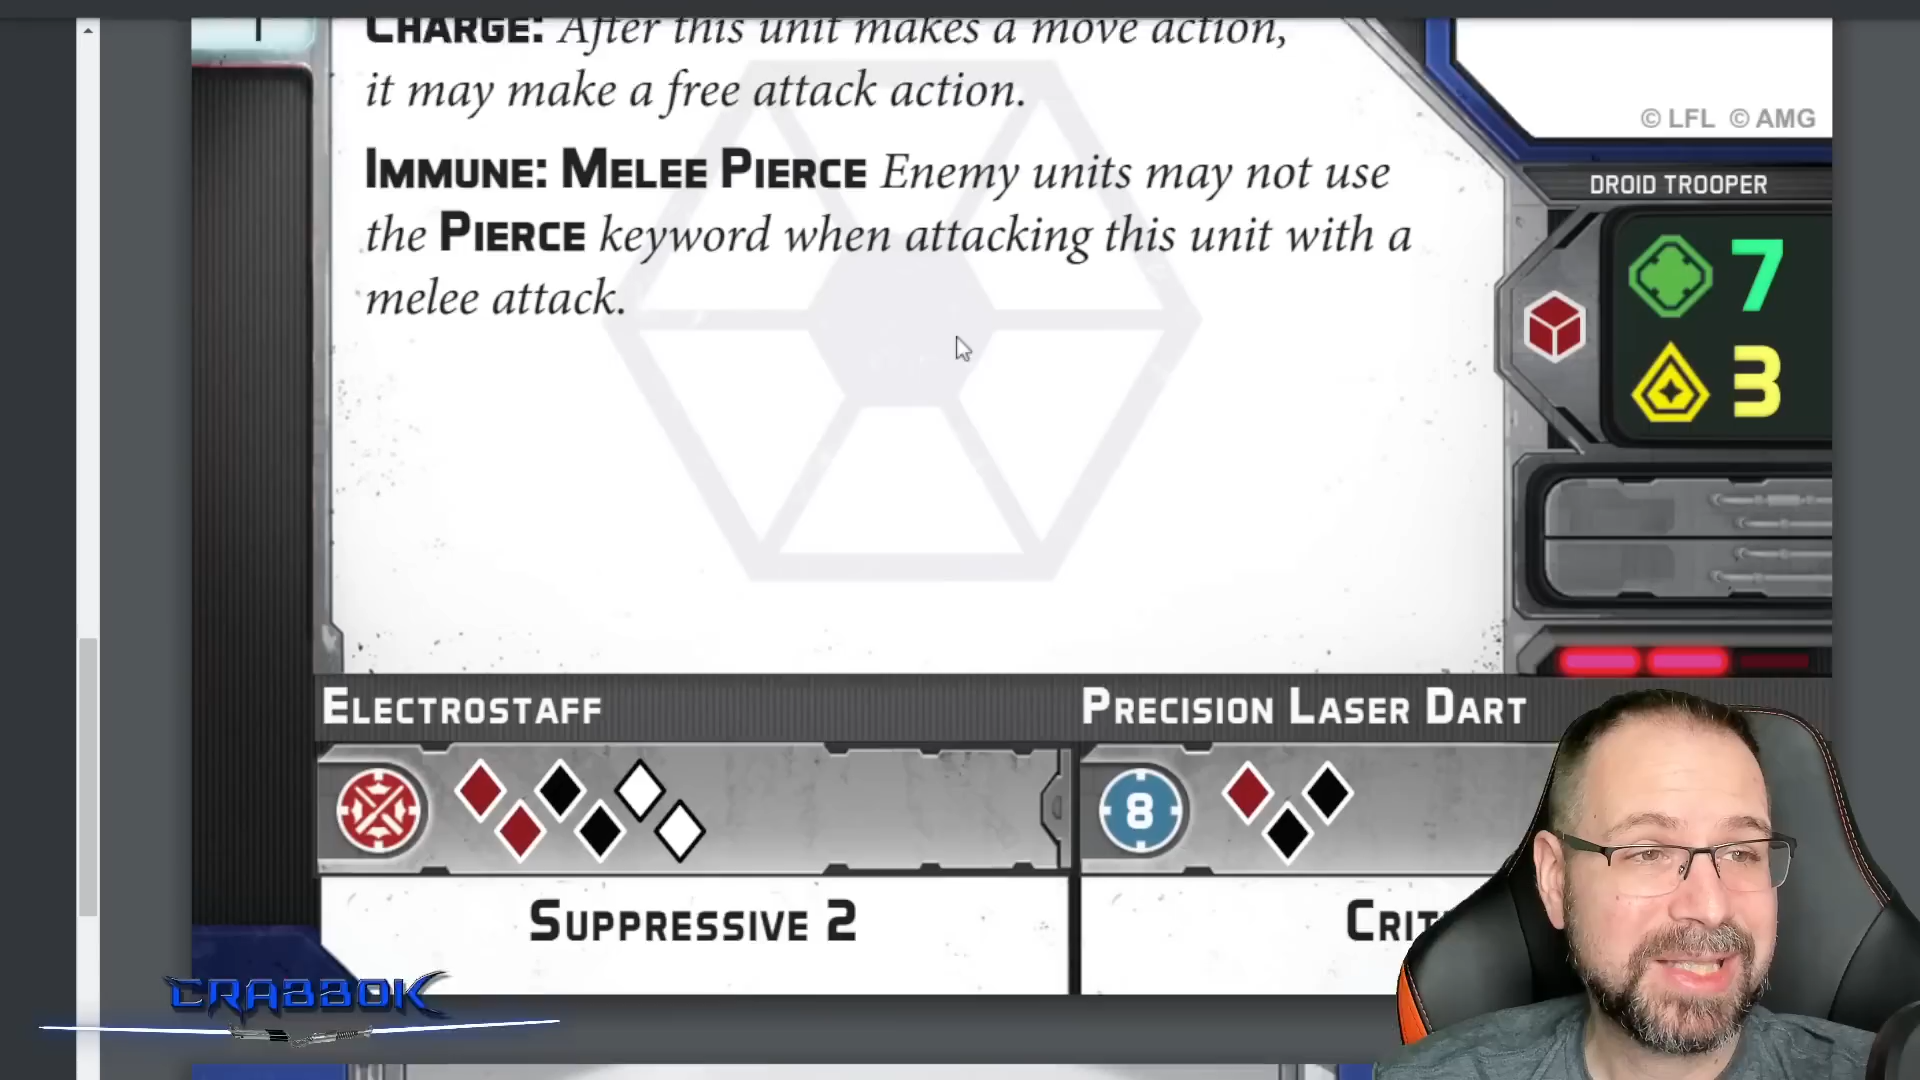 CHARGE: After this unit makes a move action,
it may make a free attack action.
IMMUNE: MELEE PIERCE Enemy units may not use
the PIERCE keyword when attacking this unit with a
melee attack.
© LFL © AMG
DROID TROOPER
7
3
ELECTROSTAFF
PRECISION LASER DART
8
SUPPRESSIVE 2
CRIT
CRABBOK